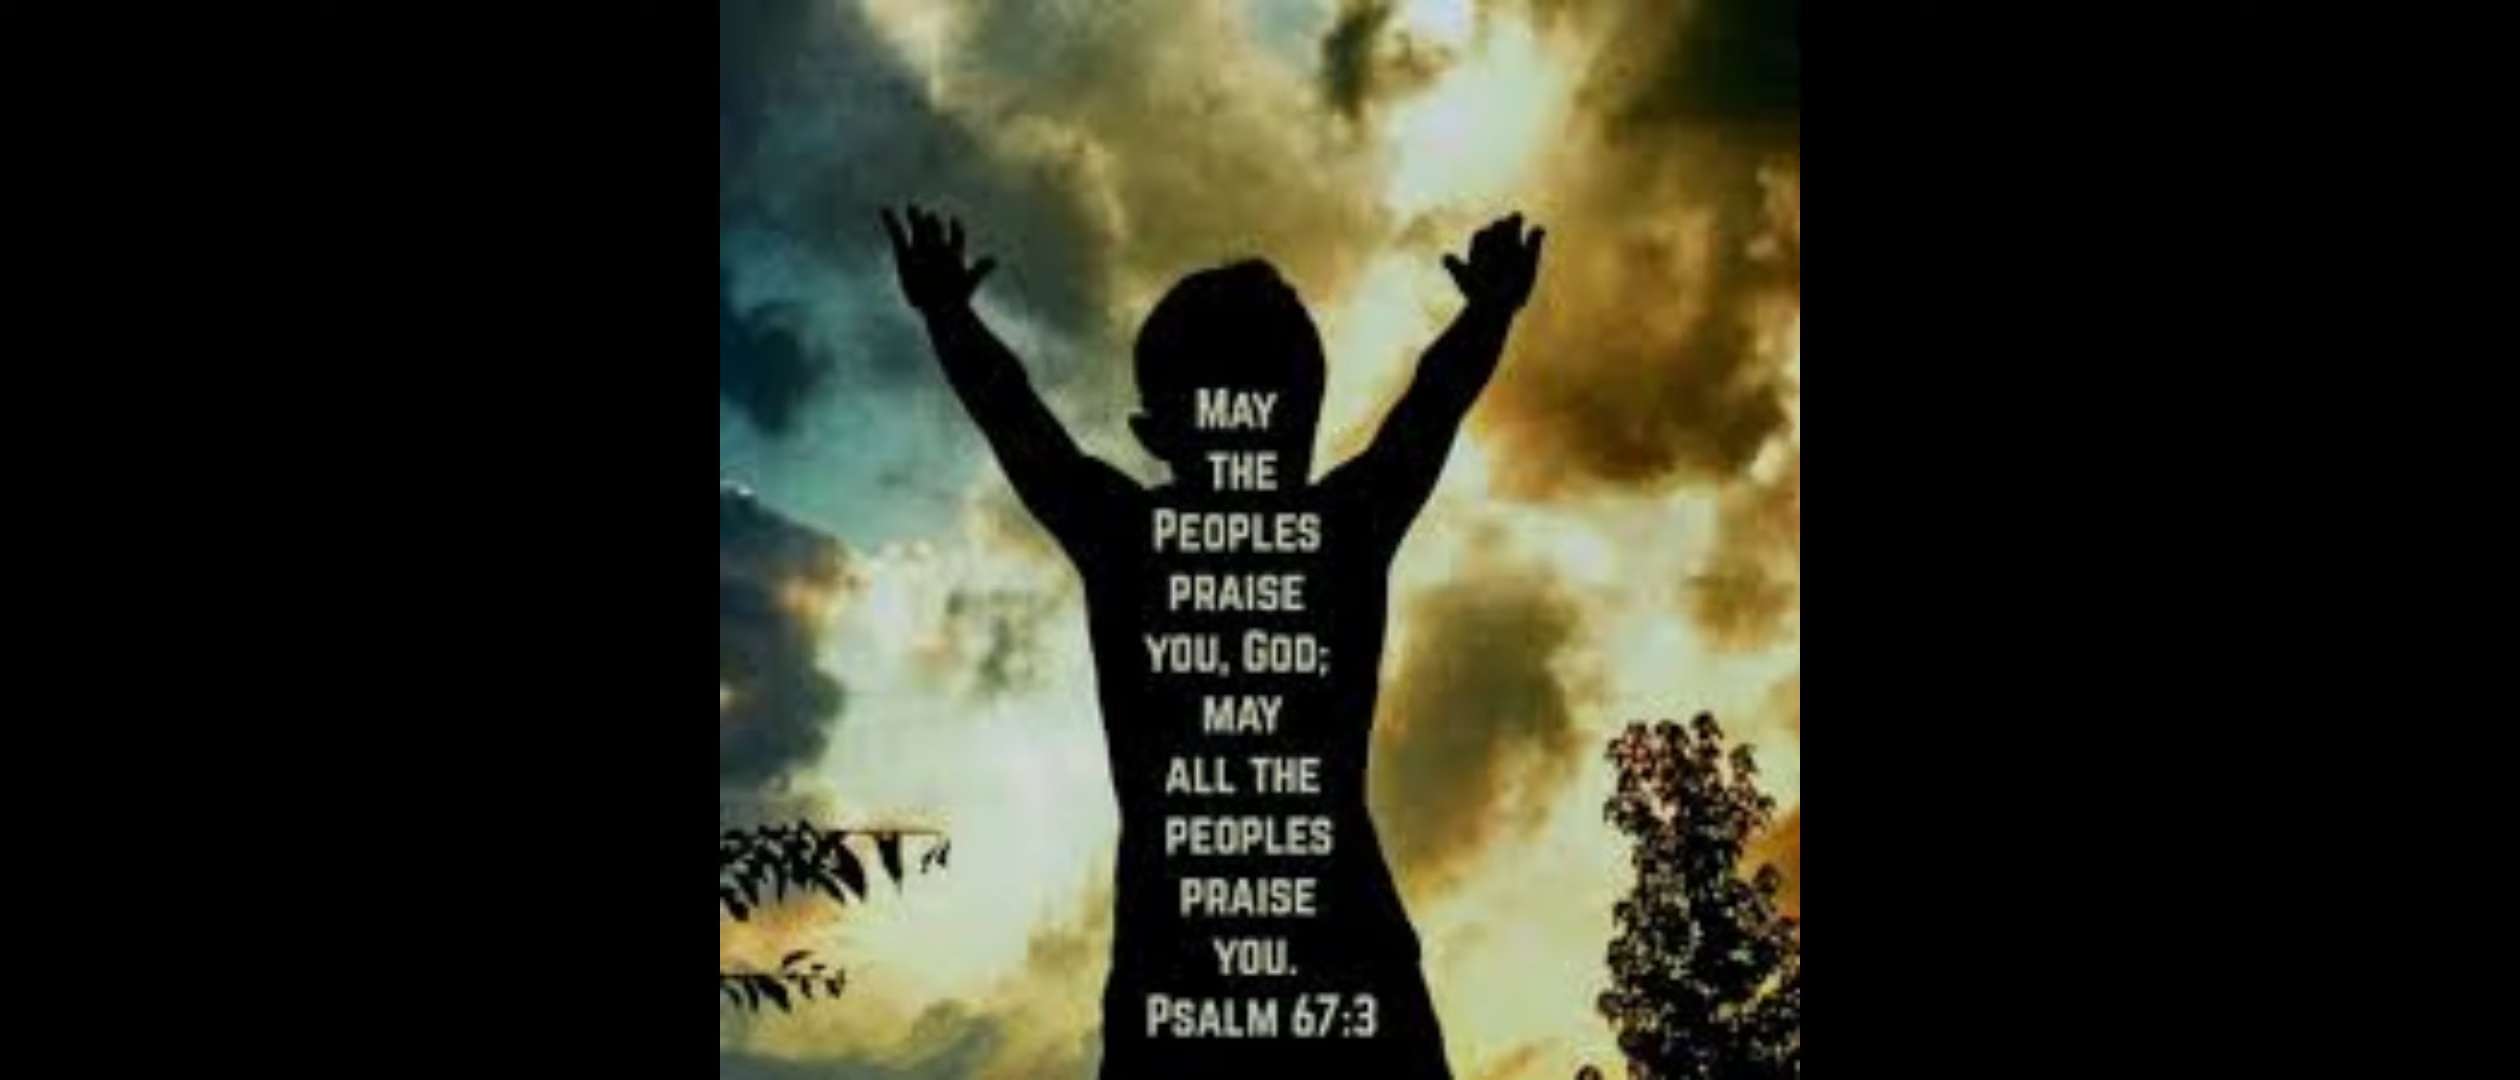 May
the
Peoples
praise
you, God;
may
all the
peoples
praise
you.
Psalm 67:3